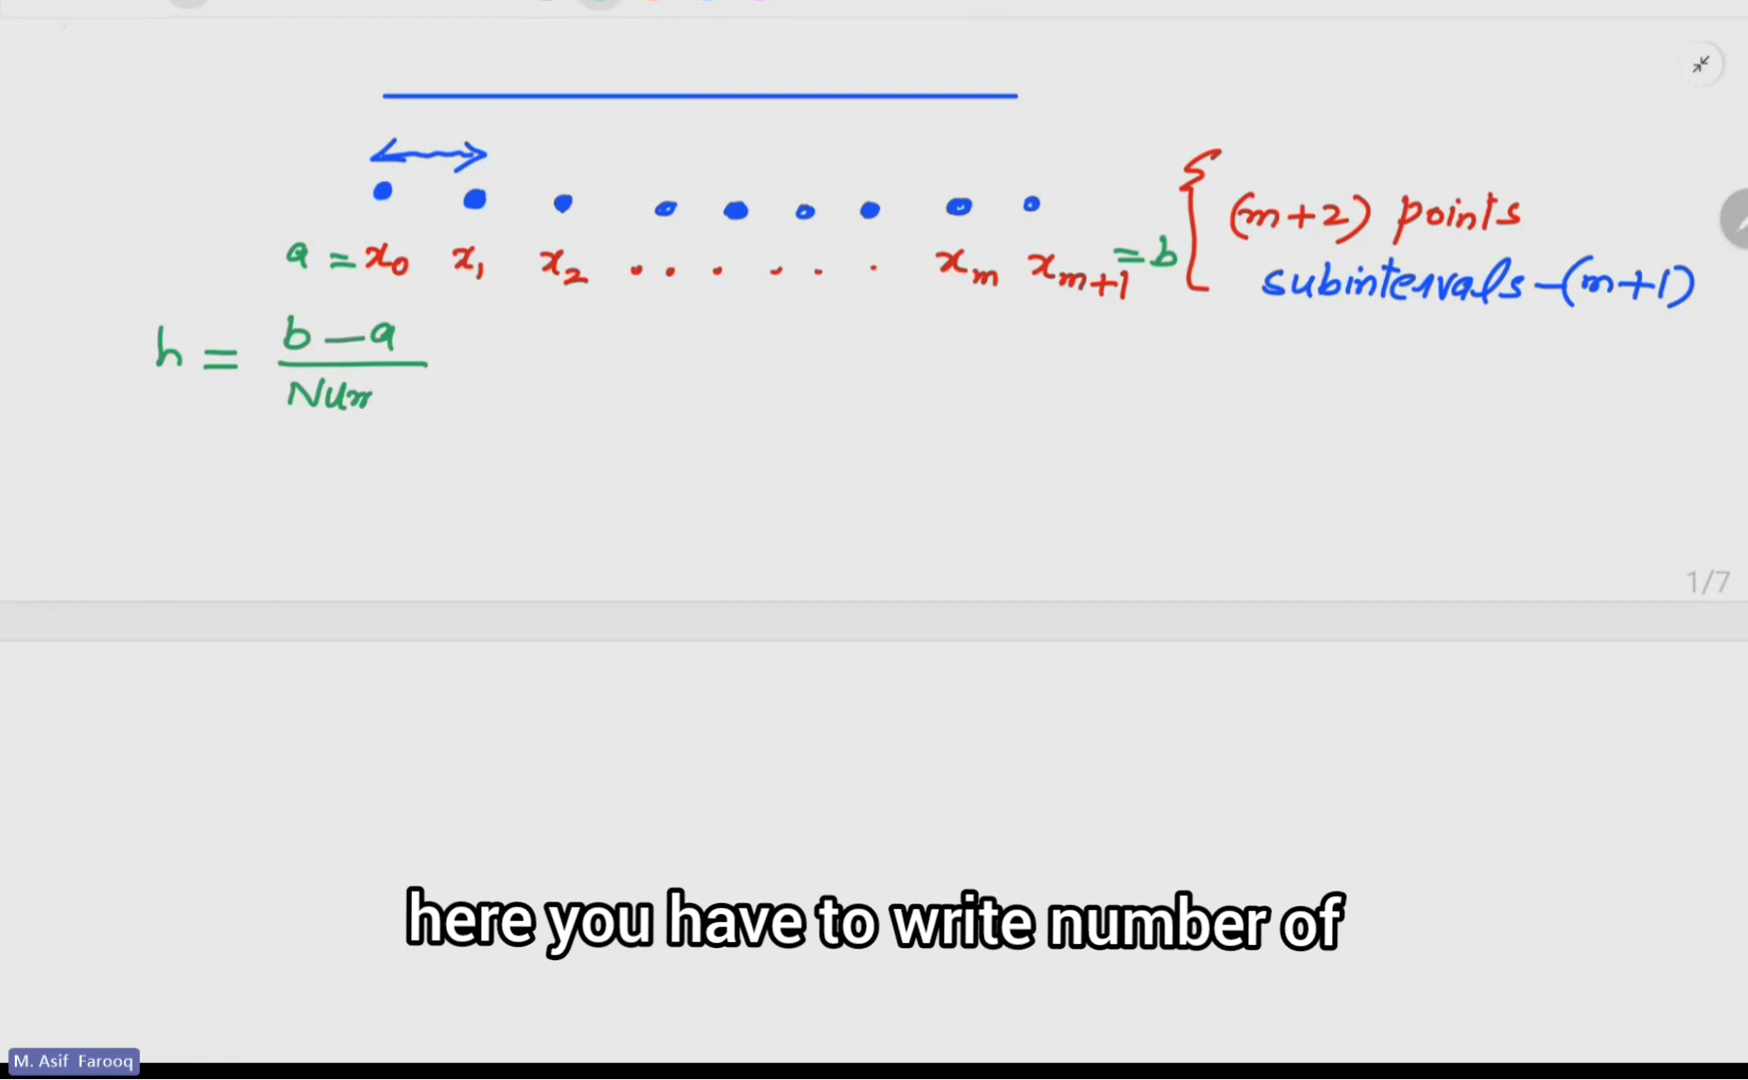 (m+2) points
a = x₀ x₁ x₂ . . . . . . xₘ xₘ₊₁ = b
subintervals - (m+1)
h = b - a
Num
1/7
here you have to write number of
M. Asif Farooq